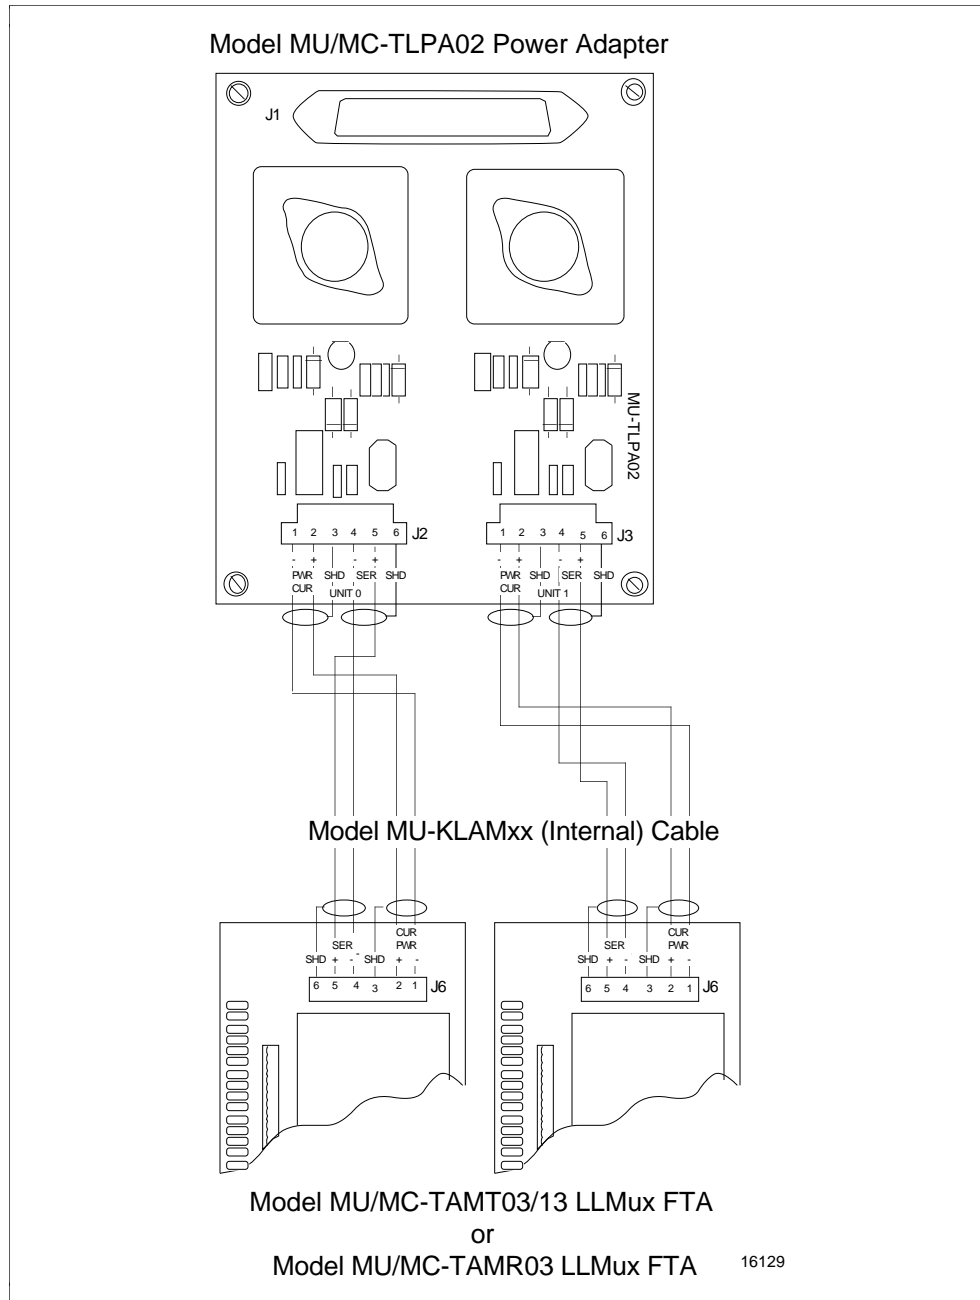 Model MU/MC-TLPA02 Power Adapter
J1
MU-TLPA02
1 2 3 4 5 6 J2
1 2 3 4 5 6 J3
- + - +
- + - +
PWR SHD SER SHD
PWR SHD SER SHD
CUR UNIT 0
CUR UNIT 1
Model MU-KLAMxx (Internal) Cable
CUR
CUR
SER PWR
SER PWR
SHD + - SHD + -
SHD + - SHD + -
6 5 4 3 2 1 J6
6 5 4 3 2 1 J6
Model MU/MC-TAMT03/13 LLMux FTA
or
Model MU/MC-TAMR03 LLMux FTA
16129